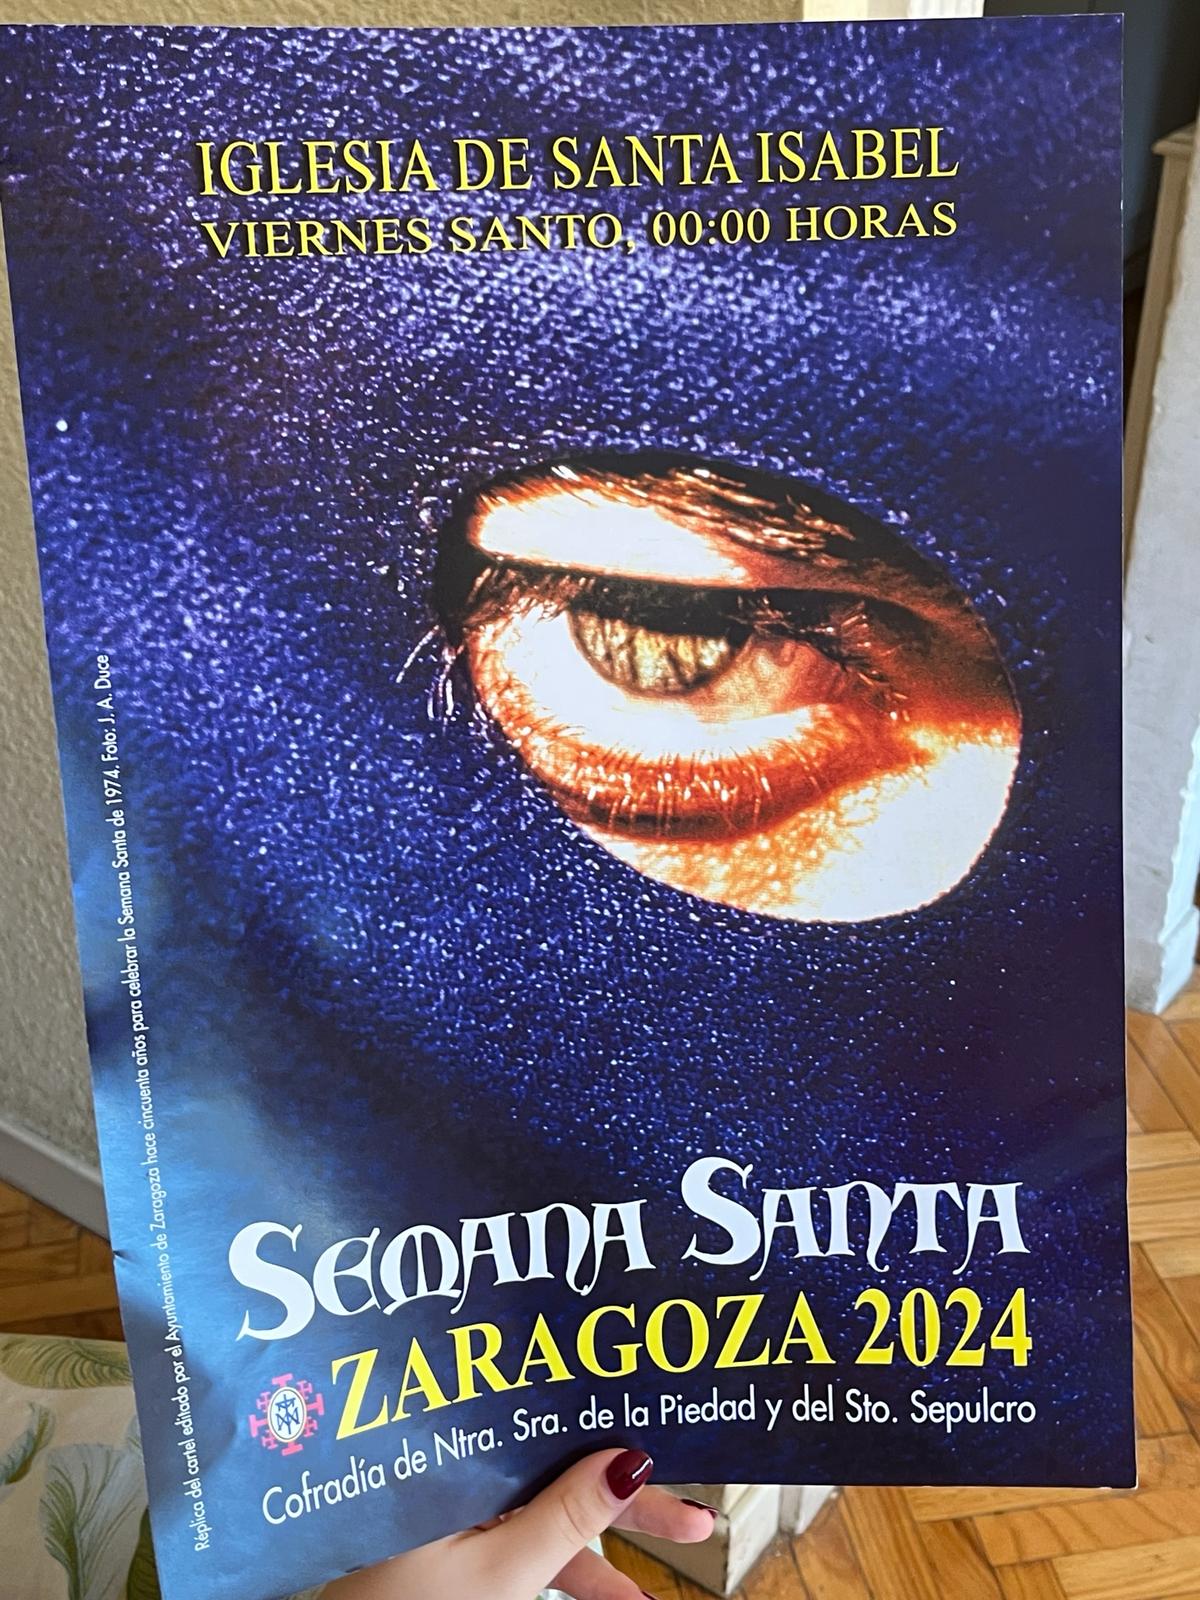 IGLESIA DE SANTA ISABEL
VIERNES SANTO, 00:00 HORAS
Réplica del cartel editado por el Ayuntamiento de Zaragoza hace cincuenta años para celebrar la Semana Santa de 1974. Foto: J. A. Duce
SEMANA SANTA
ZARAGOZA 2024
Cofradía de Ntra. Sra. de la Piedad y del Sto. Sepulcro